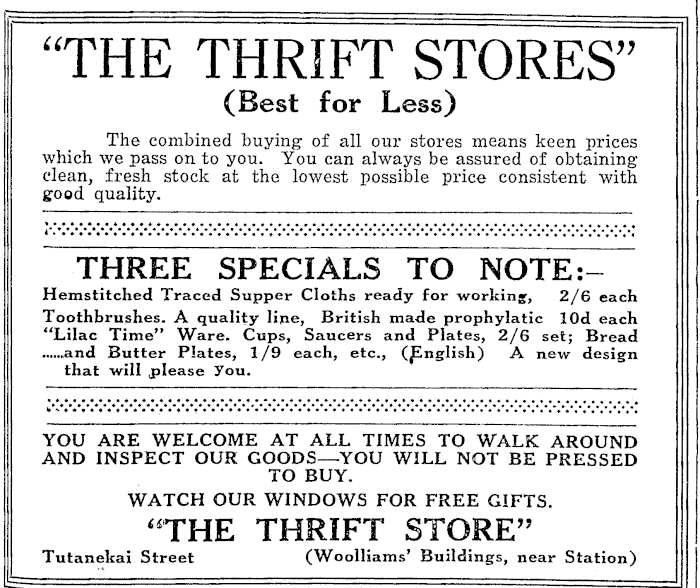 "THE THRIFT STORES"
(Best for Less)
The combined buying of all our stores means keen prices
which we pass on to you. You can always be assured of obtaining
clean, fresh stock at the lowest possible price consistent with
good quality.
THREE SPECIALS TO NOTE:—
Hemstitched Traced Supper Cloths ready for working, 2/6 each
Toothbrushes. A quality line, British made prophylatic 10d each
"Lilac Time" Ware. Cups, Saucers and Plates, 2/6 set; Bread
......and Butter Plates, 1/9 each, etc., (English) A new design
that will please you.
YOU ARE WELCOME AT ALL TIMES TO WALK AROUND
AND INSPECT OUR GOODS—YOU WILL NOT BE PRESSED
TO BUY.
WATCH OUR WINDOWS FOR FREE GIFTS.
"THE THRIFT STORE"
Tutanekai Street (Woolliams' Buildings, near Station)